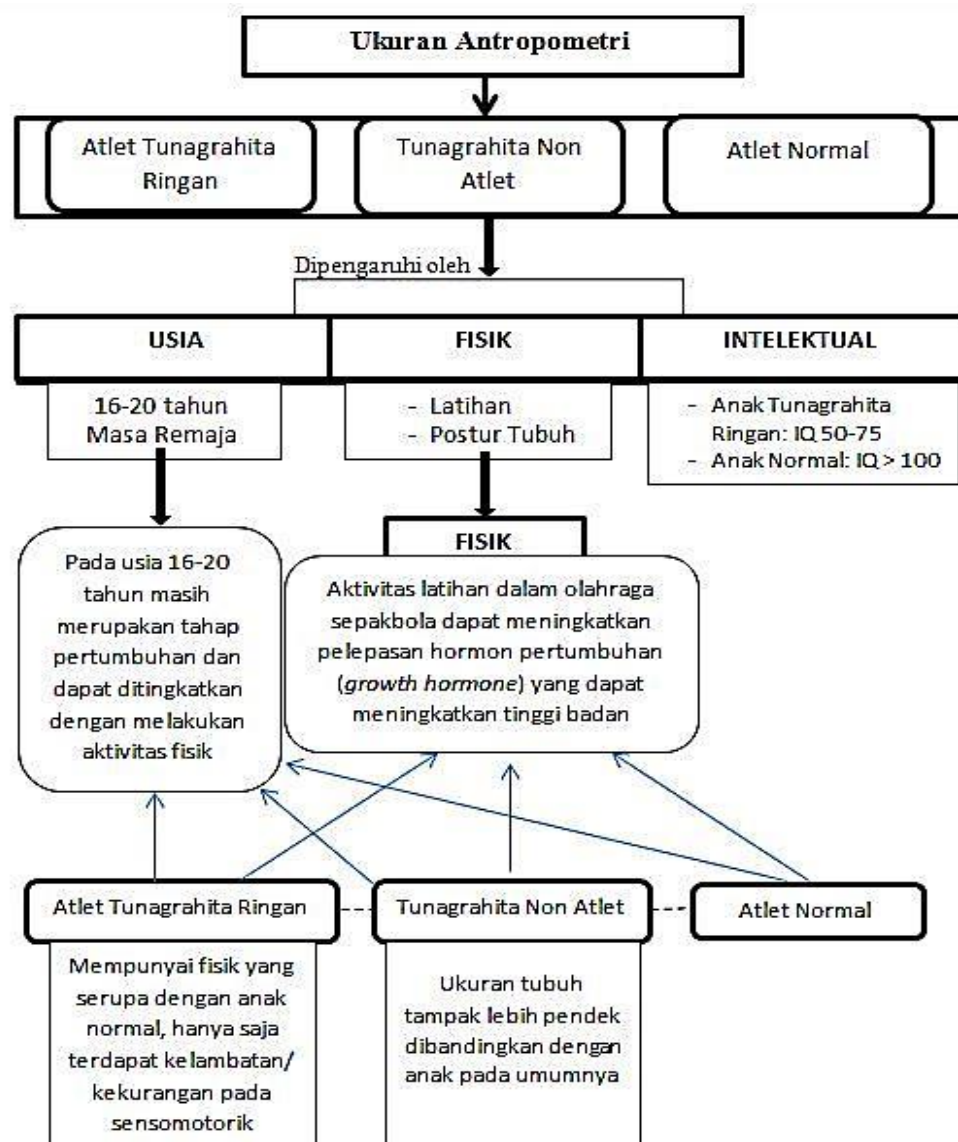 Ukuran Antropometri
Atlet Tunagrahita
Ringan
Tunagrahita Non
Atlet
Atlet Normal
Dipengaruhi oleh
USIA
FISIK
INTELEKTUAL
16-20 tahun
Masa Remaja
- Latihan
- Postur Tubuh
- Anak Tunagrahita
Ringan: IQ 50-75
- Anak Normal: IQ > 100
Pada usia 16-20
tahun masih
merupakan tahap
pertumbuhan dan
dapat ditingkatkan
dengan melakukan
aktivitas fisik
FISIK
Aktivitas latihan dalam olahraga
sepakbola dapat meningkatkan
pelepasan hormon pertumbuhan
(growth hormone) yang dapat
meningkatkan tinggi badan
Atlet Tunagrahita Ringan
Tunagrahita Non Atlet
Atlet Normal
Mempunyai fisik yang
serupa dengan anak
normal, hanya saja
terdapat kelambatan/
kekurangan pada
sensomotorik
Ukuran tubuh
tampak lebih pendek
dibandingkan dengan
anak pada umumnya